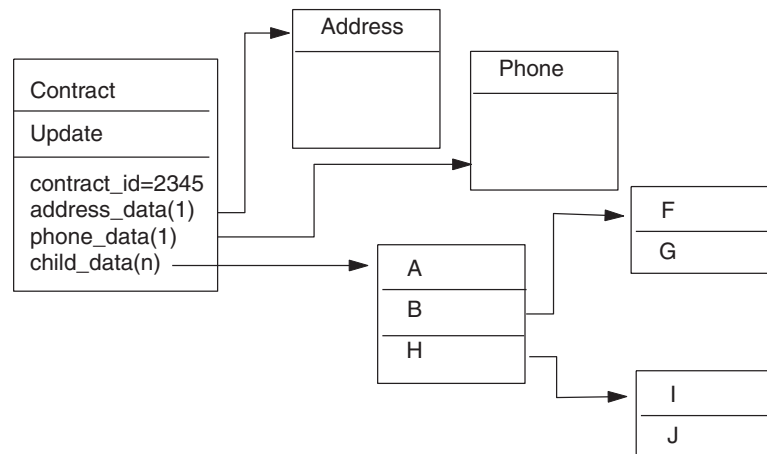 Address
Phone
Contract
Update
contract_id=2345
address_data(1)
phone_data(1)
child_data(n)
A
B
H
F
G
I
J